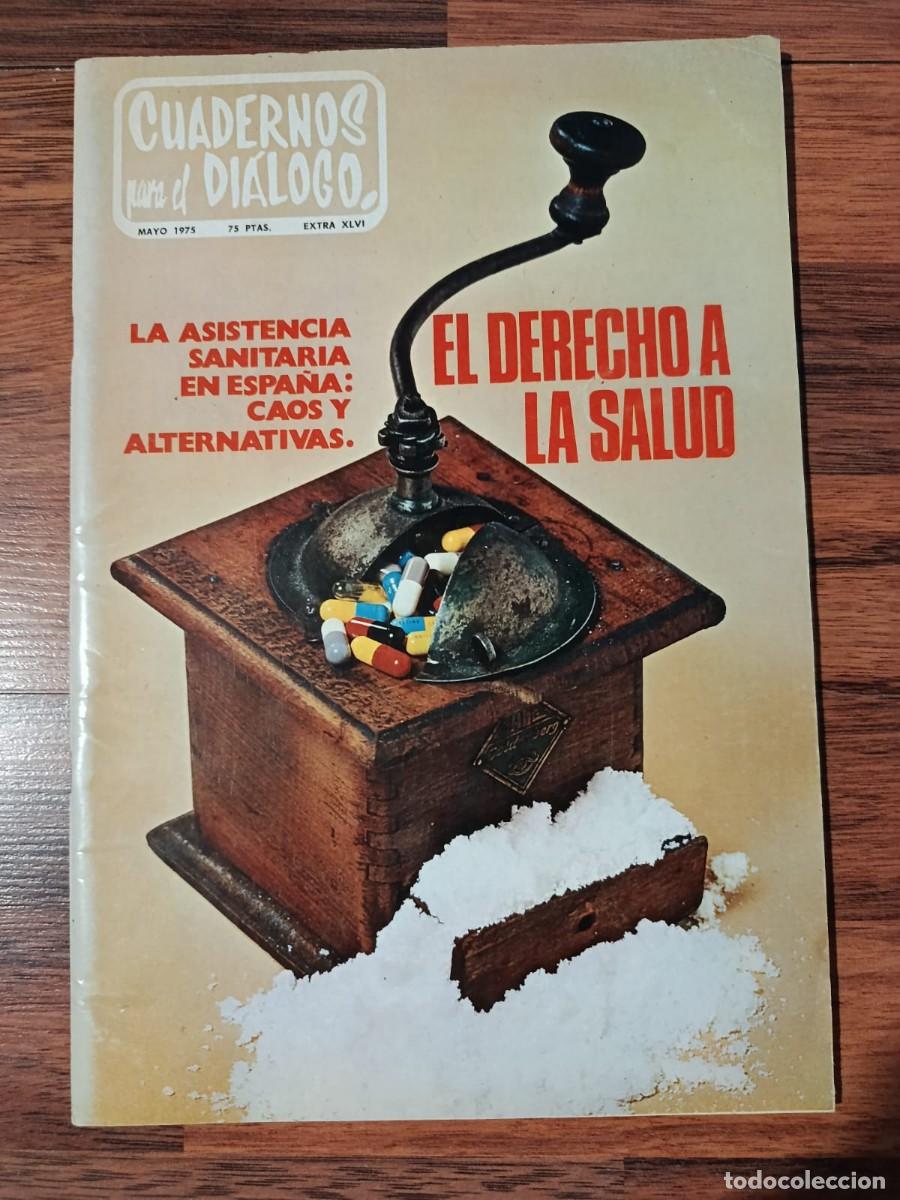 CUADERNOS
para el DIÁLOGO.
MAYO 1975 75 PTAS. EXTRA XLVI
LA ASISTENCIA
SANITARIA
EN ESPAÑA:
CAOS Y
ALTERNATIVAS.
EL DERECHO A
LA SALUD
todocoleccion